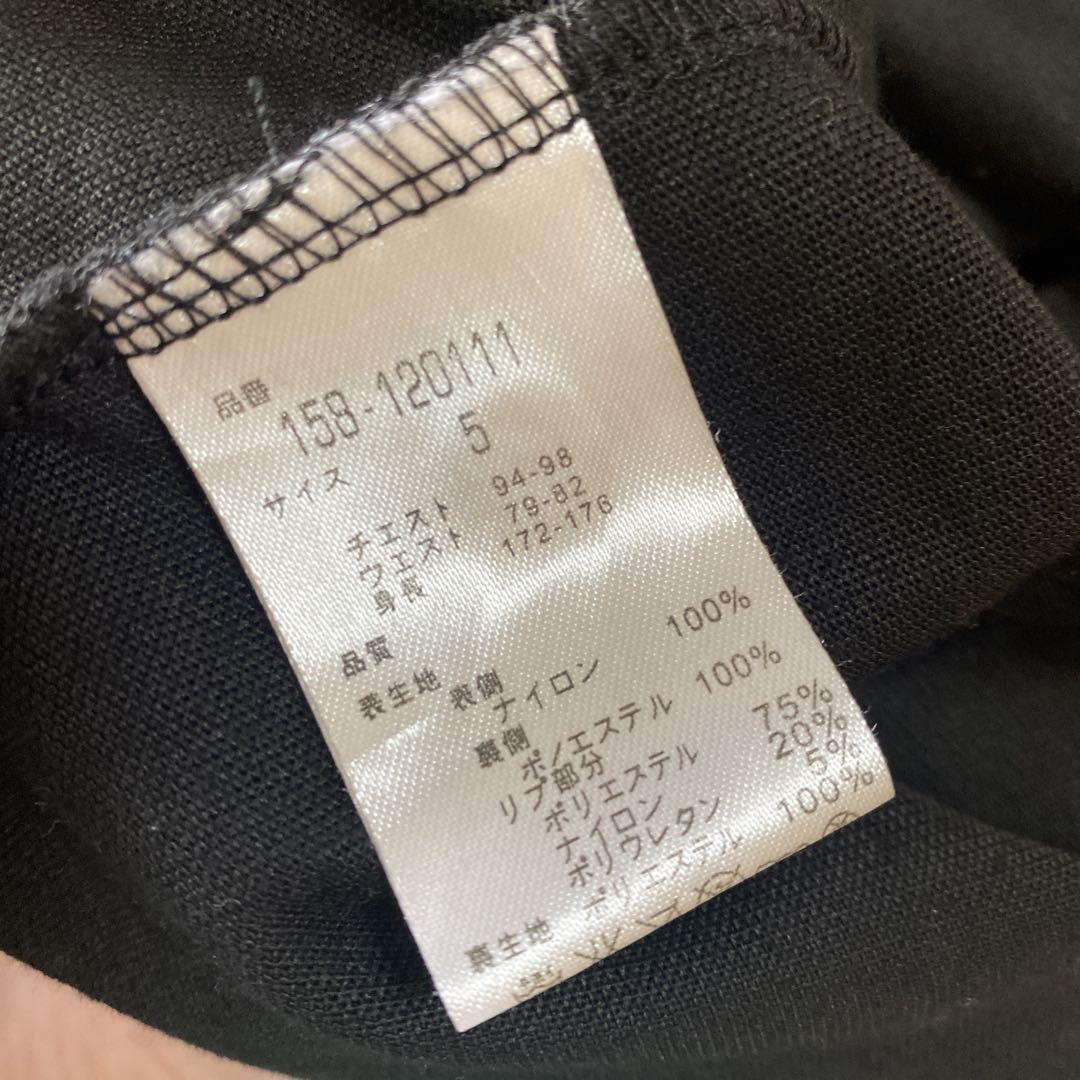 品番 158-120111
サイズ 5
チエスト 94-98
ウエスト 79-82
身長 172-176
品質
表生地 表側
ナイロン 100%
裏側
ポリエステル 100%
リブ部分
ポリエステル 75%
ナイロン 20%
ポリウレタン 5%
裏生地 ポリエステル 100%